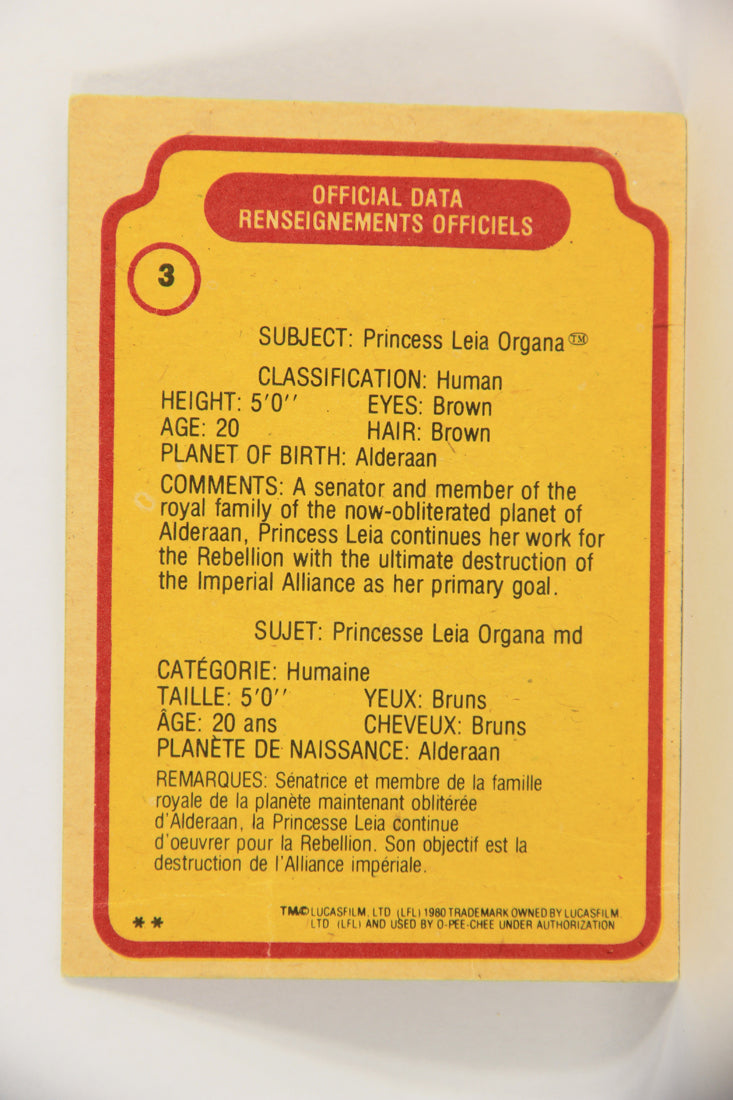 OFFICIAL DATA
RENSEIGNEMENTS OFFICIELS
3
SUBJECT: Princess Leia Organa™
CLASSIFICATION: Human
HEIGHT: 5'0'' EYES: Brown
AGE: 20 HAIR: Brown
PLANET OF BIRTH: Alderaan
COMMENTS: A senator and member of the
royal family of the now-obliterated planet of
Alderaan, Princess Leia continues her work for
the Rebellion with the ultimate destruction of
the Imperial Alliance as her primary goal.
SUJET: Princesse Leia Organa md
CATÉGORIE: Humaine
TAILLE: 5'0'' YEUX: Bruns
ÂGE: 20 ans CHEVEUX: Bruns
PLANÈTE DE NAISSANCE: Alderaan
REMARQUES: Sénatrice et membre de la famille
royale de la planète maintenant oblitérée
d'Alderaan, la Princesse Leia continue
d'oeuvrer pour la Rebellion. Son objectif est la
destruction de l'Alliance impériale.
** TM© LUCASFILM, LTD (LFL) 1980 TRADEMARK OWNED BY LUCASFILM
LTD (LFL) AND USED BY O-PEE-CHEE UNDER AUTHORIZATION